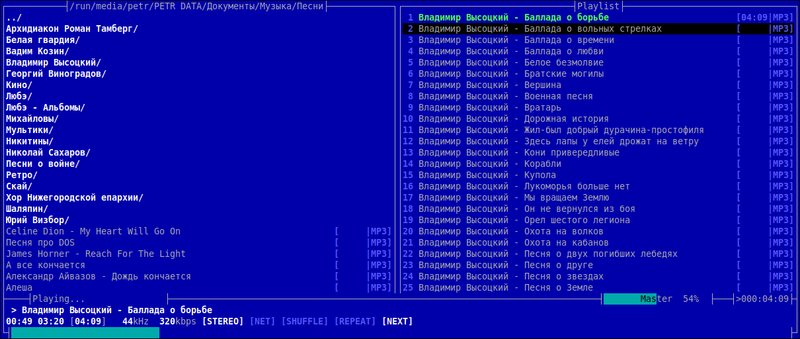 /run/media/petr/PETR DATA/Документы/Музыка/Песни
../
Архидиакон Роман Тамберг/
Белая гвардия/
Вадим Козин/
Владимир Высоцкий/
Георгий Виноградов/
Кино/
Любэ/
Любэ - Альбомы/
Михайловы/
Мультики/
Никитины/
Николай Сахаров/
Песни о войне/
Ретро/
Скай/
Хор Нижегородской епархии/
Шаляпин/
Юрий Визбор/
Celine Dion - My Heart Will Go On [ |MP3]
Песня про DOS [ |MP3]
James Horner - Reach For The Light [ |MP3]
А все кончается [ |MP3]
Александр Айвазов - Дождь кончается [ |MP3]
Алеша [ |MP3]
Playlist
1 Владимир Высоцкий - Баллада о борьбе [04:09|MP3]
2 Владимир Высоцкий - Баллада о вольных стрелках [ |MP3]
3 Владимир Высоцкий - Баллада о времени [ |MP3]
4 Владимир Высоцкий - Баллада о любви [ |MP3]
5 Владимир Высоцкий - Белое безмолвие [ |MP3]
6 Владимир Высоцкий - Братские могилы [ |MP3]
7 Владимир Высоцкий - Вершина [ |MP3]
8 Владимир Высоцкий - Военная песня [ |MP3]
9 Владимир Высоцкий - Вратарь [ |MP3]
10 Владимир Высоцкий - Дорожная история [ |MP3]
11 Владимир Высоцкий - Жил-был добрый дурачина-простофиля [ |MP3]
12 Владимир Высоцкий - Здесь лапы у елей дрожат на ветру [ |MP3]
13 Владимир Высоцкий - Кони привередливые [ |MP3]
14 Владимир Высоцкий - Корабли [ |MP3]
15 Владимир Высоцкий - Купола [ |MP3]
16 Владимир Высоцкий - Лукоморья больше нет [ |MP3]
17 Владимир Высоцкий - Мы вращаем Землю [ |MP3]
18 Владимир Высоцкий - Он не вернулся из боя [ |MP3]
19 Владимир Высоцкий - Орел шестого легиона [ |MP3]
20 Владимир Высоцкий - Охота на волков [ |MP3]
21 Владимир Высоцкий - Охота на кабанов [ |MP3]
22 Владимир Высоцкий - Песня о двух погибших лебедях [ |MP3]
23 Владимир Высоцкий - Песня о друге [ |MP3]
24 Владимир Высоцкий - Песня о звездах [ |MP3]
25 Владимир Высоцкий - Песня о Земле [ |MP3]
Playing... Master 54% >000:04:09
> Владимир Высоцкий - Баллада о борьбе
00:49 03:20 [04:09] 44kHz 320kbps [STEREO] [NET] [SHUFFLE] [REPEAT] [NEXT]